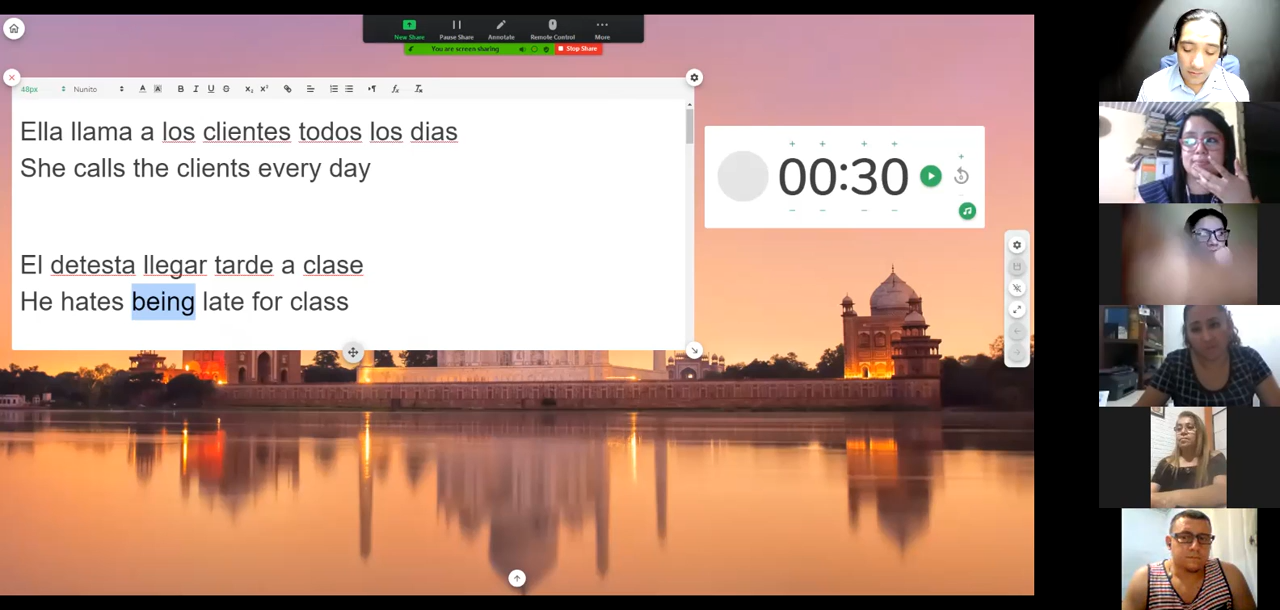 New Share
Pause Share
Annotate
Remote Control
More
You are screen sharing
Stop Share
48px
Nunito
Ella llama a los clientes todos los dias
She calls the clients every day
El detesta llegar tarde a clase
He hates being late for class
00:30